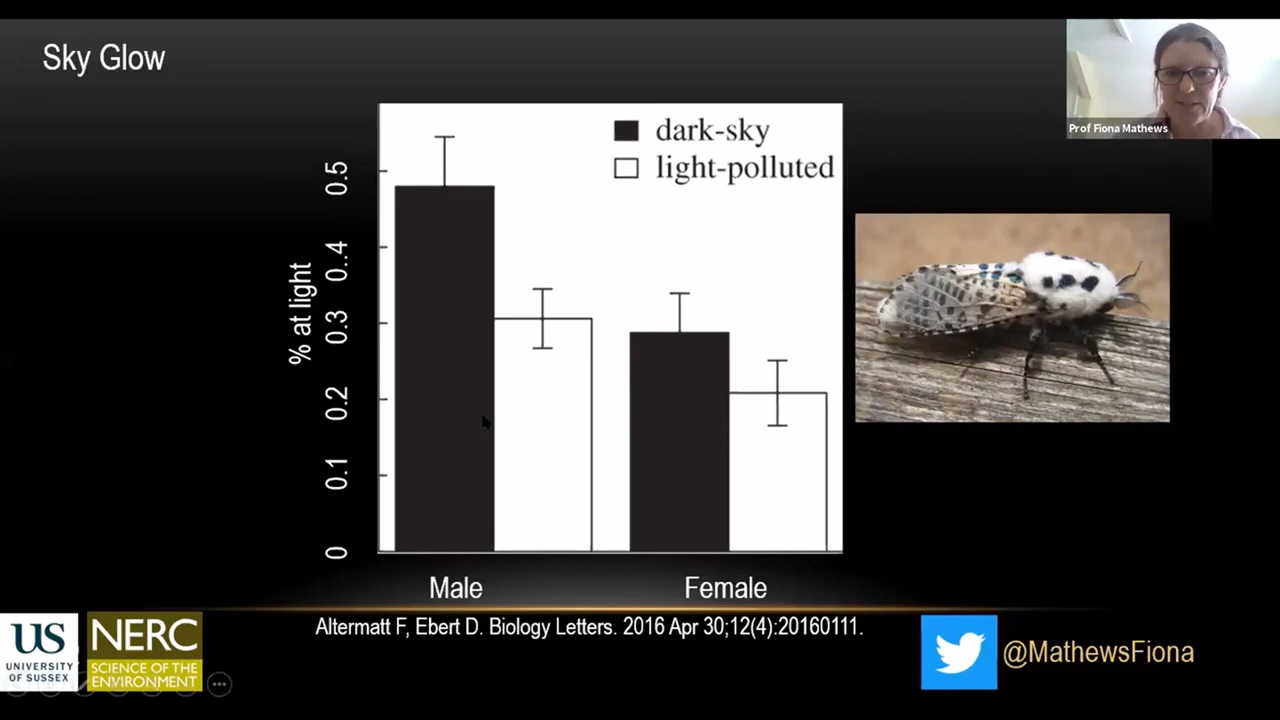 Sky Glow
Prof Fiona Mathews
dark-sky
light-polluted
% at light
0.5
0..4
0.3
0.2
0.1
0
Male
Female
Altermatt F, Ebert D. Biology Letters. 2016 Apr 30;12(4):20160111.
US
UNIVERSITY
OF SUSSEX
NERC
SCIENCE OF THE
ENVIRONMENT
@MathewsFiona